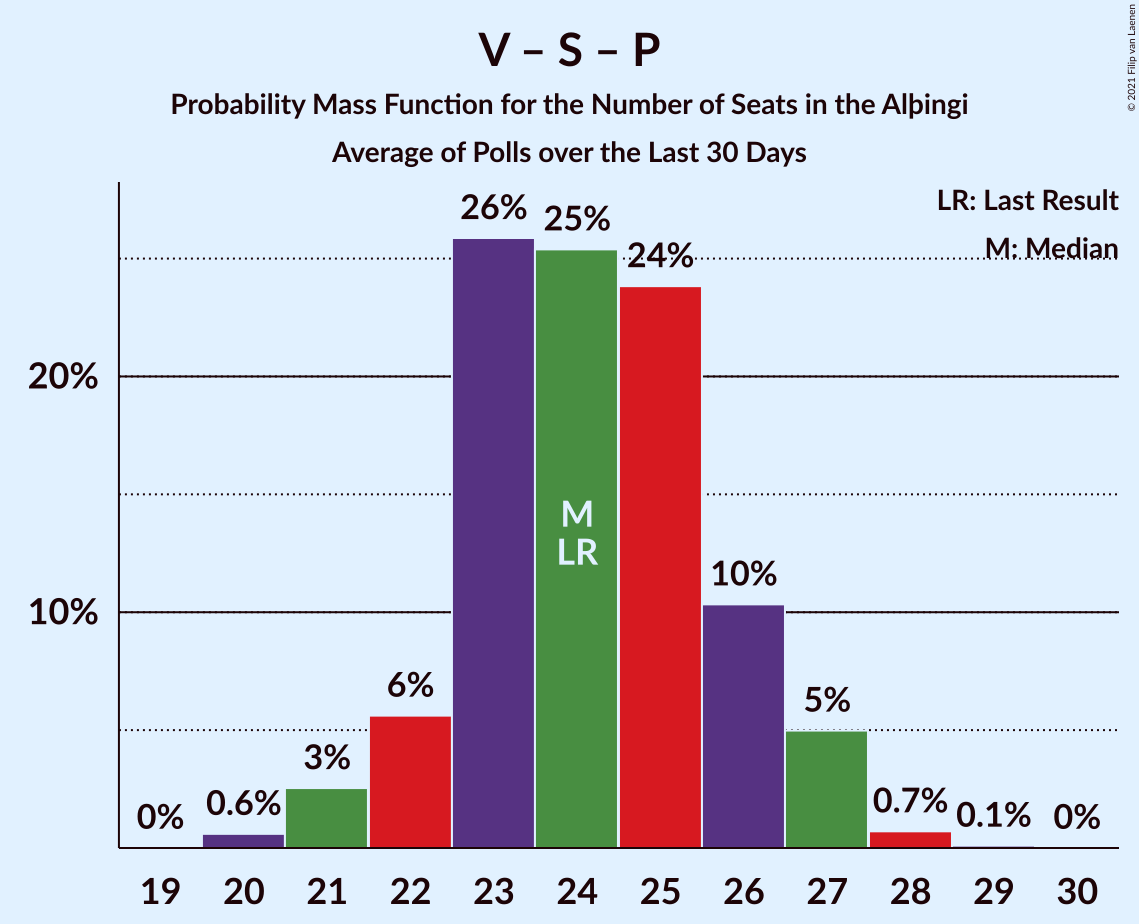 V – S – P
Probability Mass Function for the Number of Seats in the Alþingi
Average of Polls over the Last 30 Days
© 2021 Filip van Laenen
LR: Last Result
M: Median
26%
25%
24%
20%
M
LR
10%
10%
6%
5%
3%
0%
0.6%
0.7%
0.1%
0%
19 20 21 22 23 24 25 26 27 28 29 30